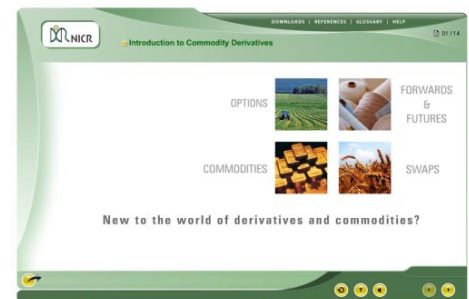 DOWNLOADS | REFERENCES | GLOSSARY | HELP
NICR
Introduction to Commodity Derivatives
01/14
OPTIONS
FORWARDS
&
FUTURES
COMMODITIES
SWAPS
New to the world of derivatives and commodities?
T